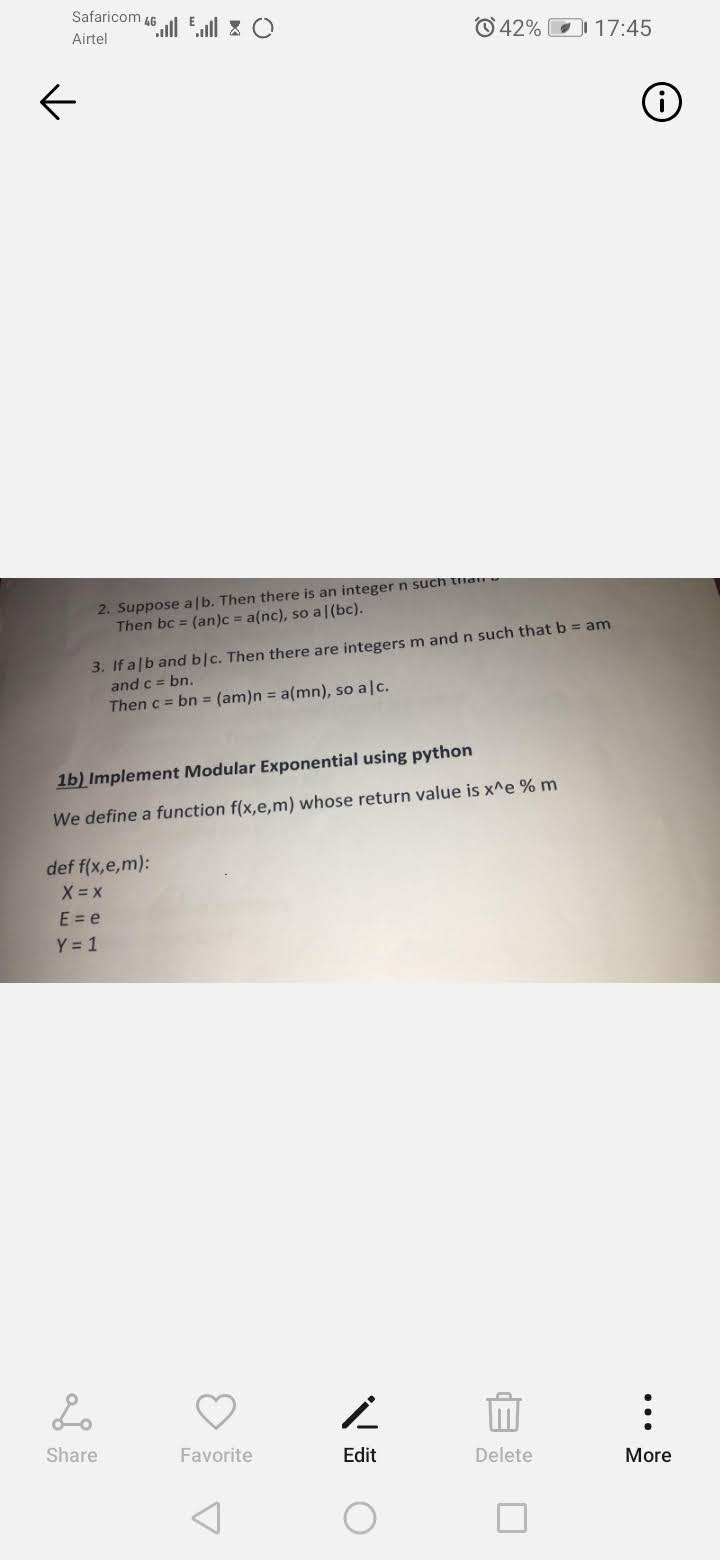 Safaricom 4G E 42% 17:45
Airtel
2. Suppose a|b. Then there is an integer n such
Then bc = (an)c = a(nc), so a|(bc).
3. If a|b and b|c. Then there are integers m and n such that b = am
and c = bn.
Then c = bn = (am)n = a(mn), so a|c.
1b) Implement Modular Exponential using python
We define a function f(x,e,m) whose return value is x^e % m
def f(x,e,m):
X = x
E = e
Y = 1
Share Favorite Edit Delete More